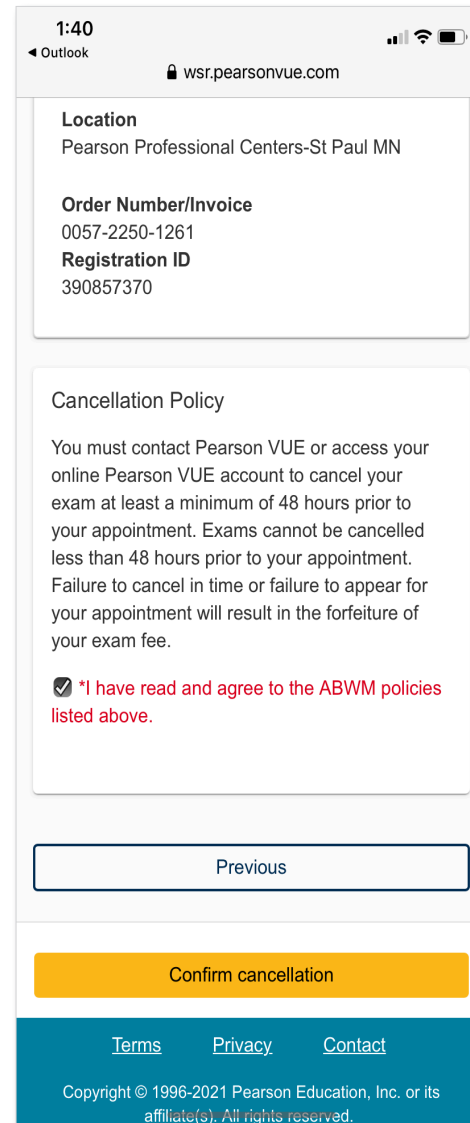 1:40
◀ Outlook
wsr.pearsonvue.com
Location
Pearson Professional Centers-St Paul MN
Order Number/Invoice
0057-2250-1261
Registration ID
390857370
Cancellation Policy
You must contact Pearson VUE or access your
online Pearson VUE account to cancel your
exam at least a minimum of 48 hours prior to
your appointment. Exams cannot be cancelled
less than 48 hours prior to your appointment.
Failure to cancel in time or failure to appear for
your appointment will result in the forfeiture of
your exam fee.
*I have read and agree to the ABWM policies
listed above.
Previous
Confirm cancellation
Terms Privacy Contact
Copyright © 1996-2021 Pearson Education, Inc. or its
affiliate(s). All rights reserved.